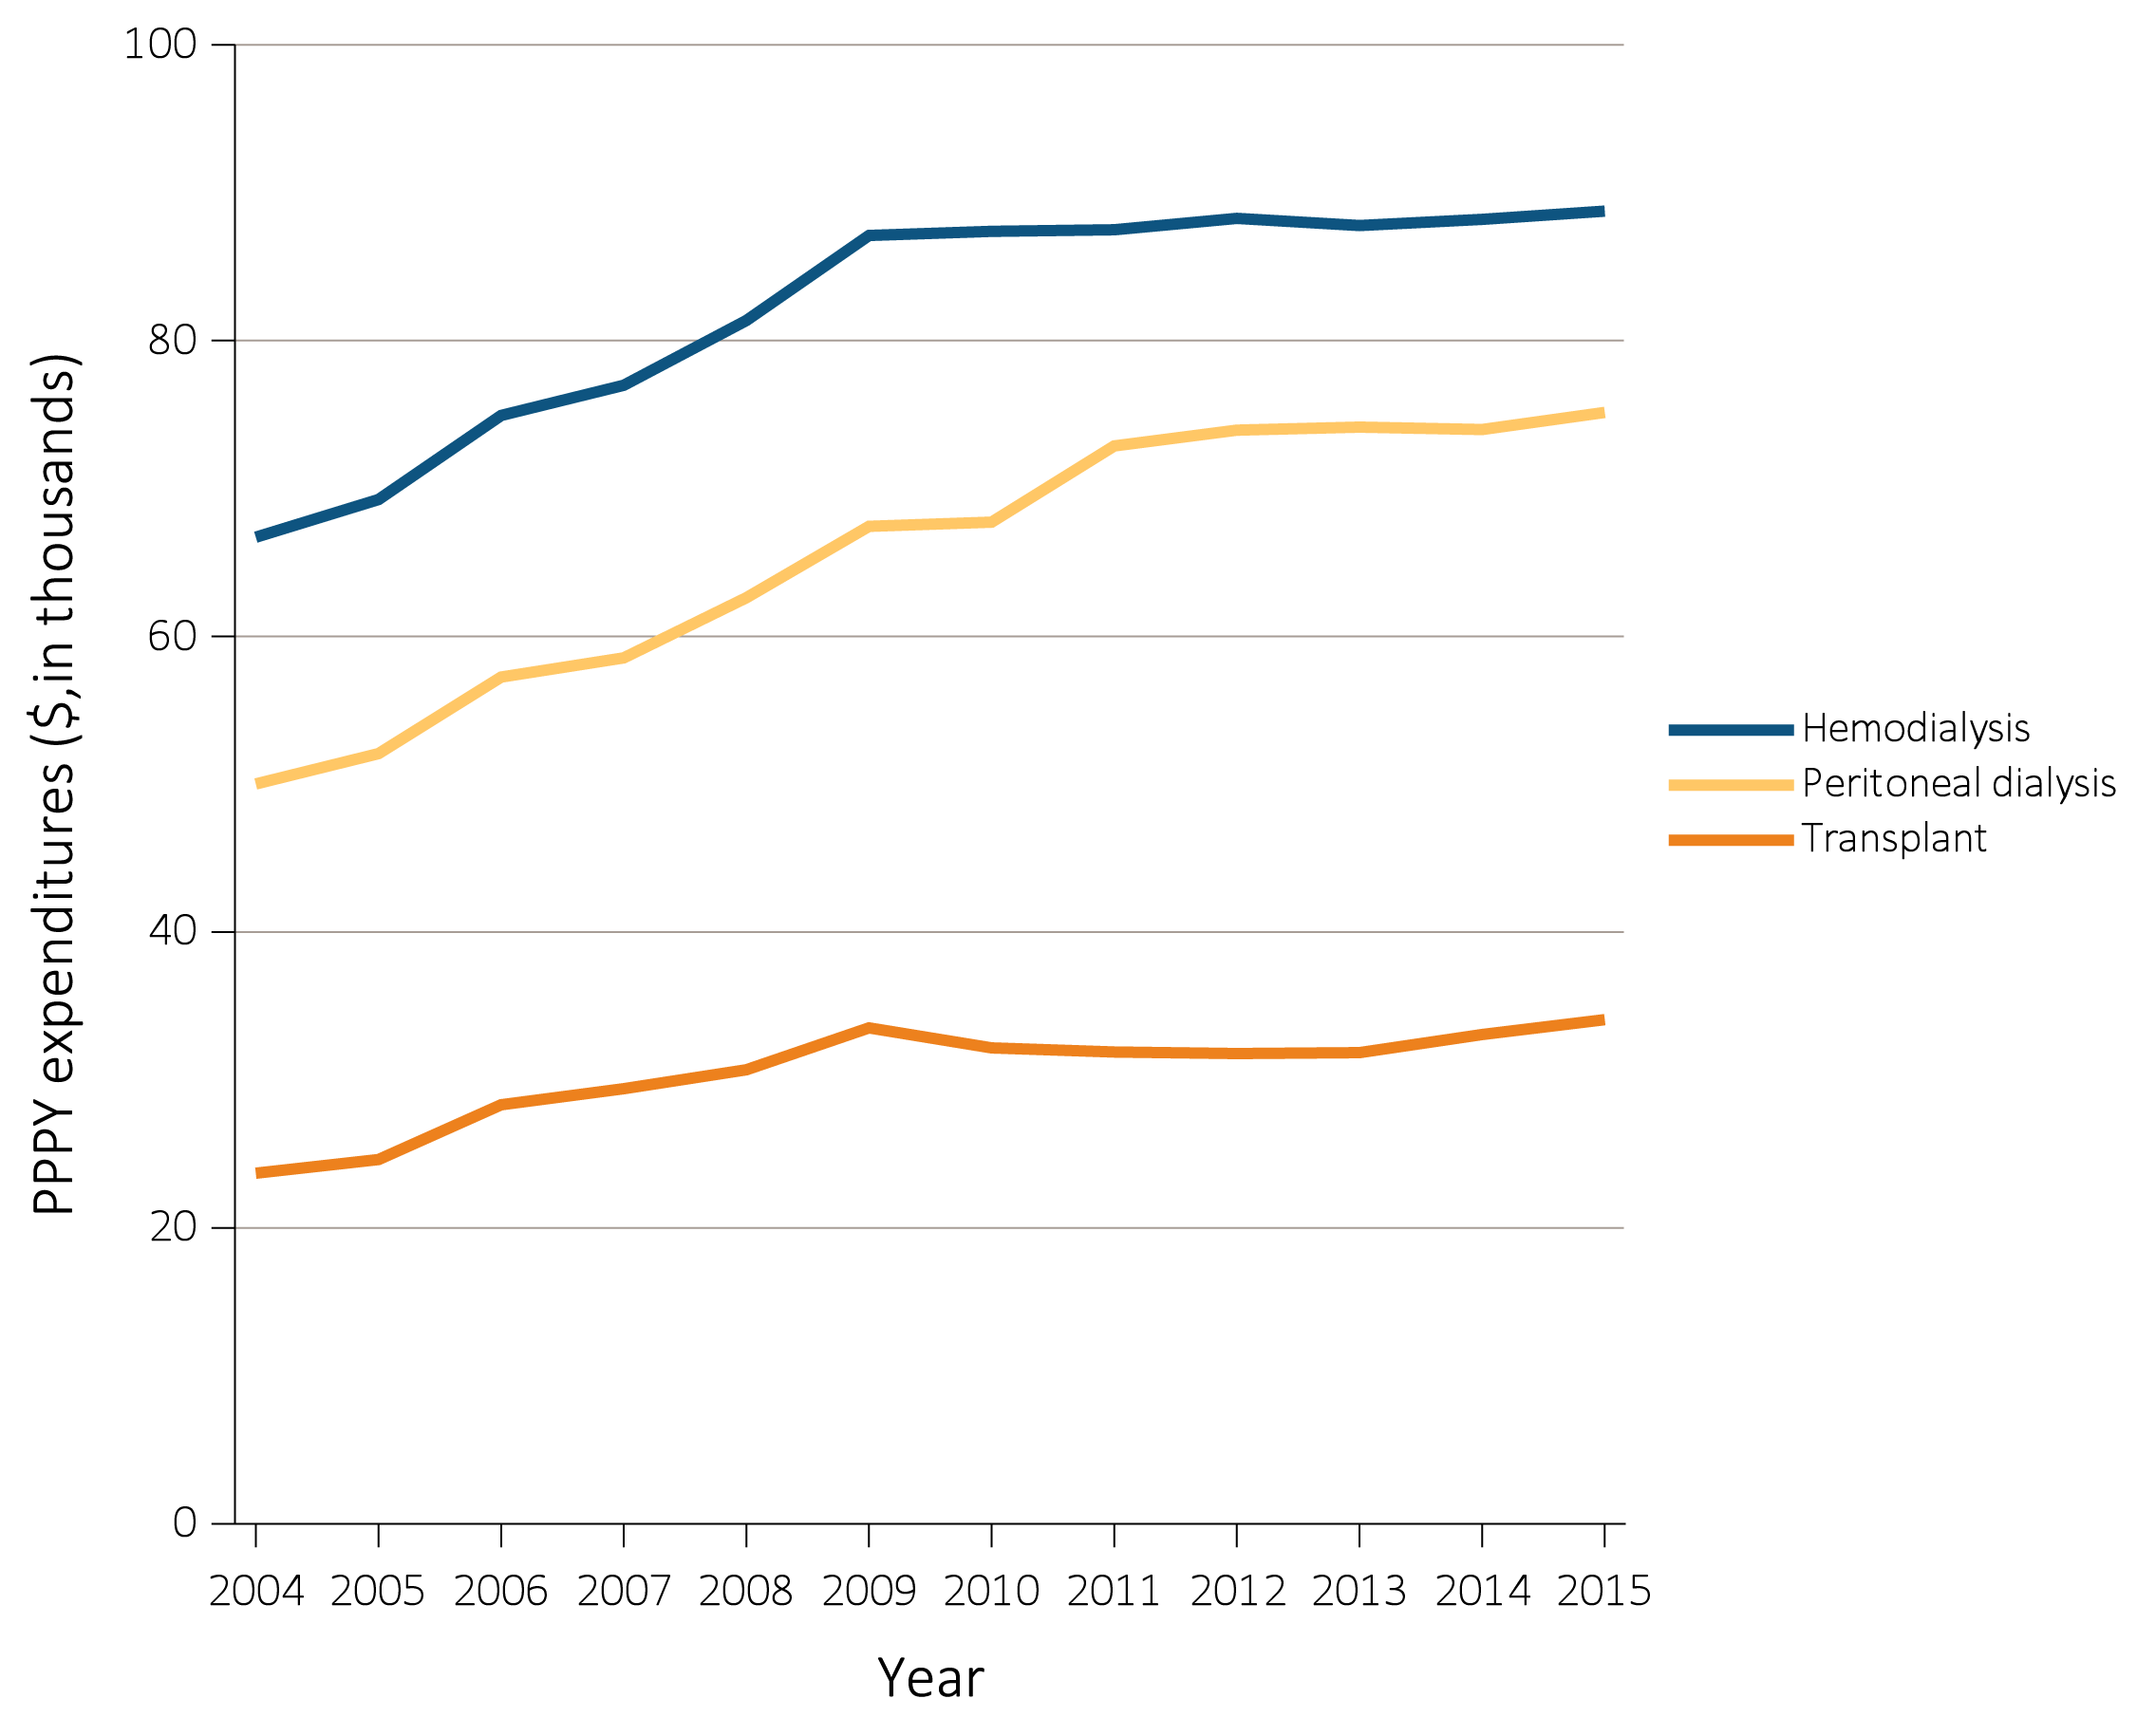 100
80
60
40
20
0
PPPY expenditures ($,in thousands)
2004 2005 2006 2007 2008 2009 2010 2011 2012 2013 2014 2015
Year
Hemodialysis
Peritoneal dialysis
Transplant